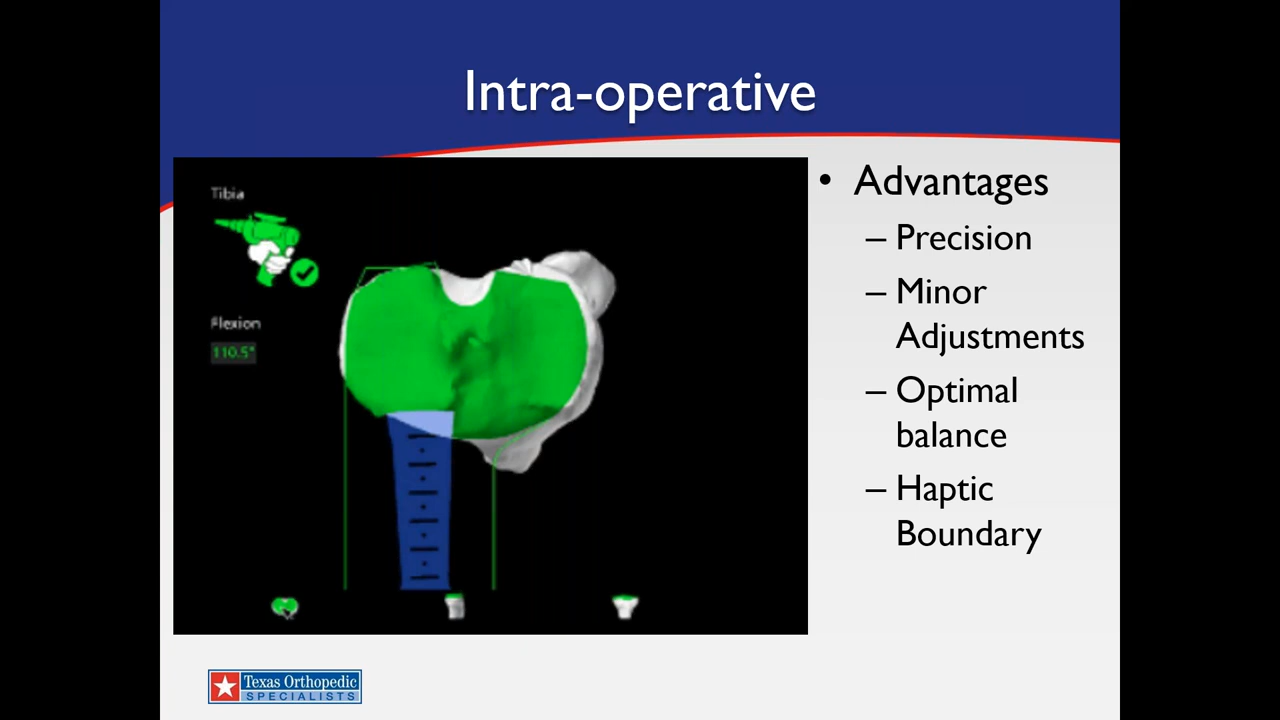 Intra-operative
Tibia
Flexion
110.5°
• Advantages
– Precision
– Minor
Adjustments
– Optimal
balance
– Haptic
Boundary
Texas Orthopedic
SPECIALISTS